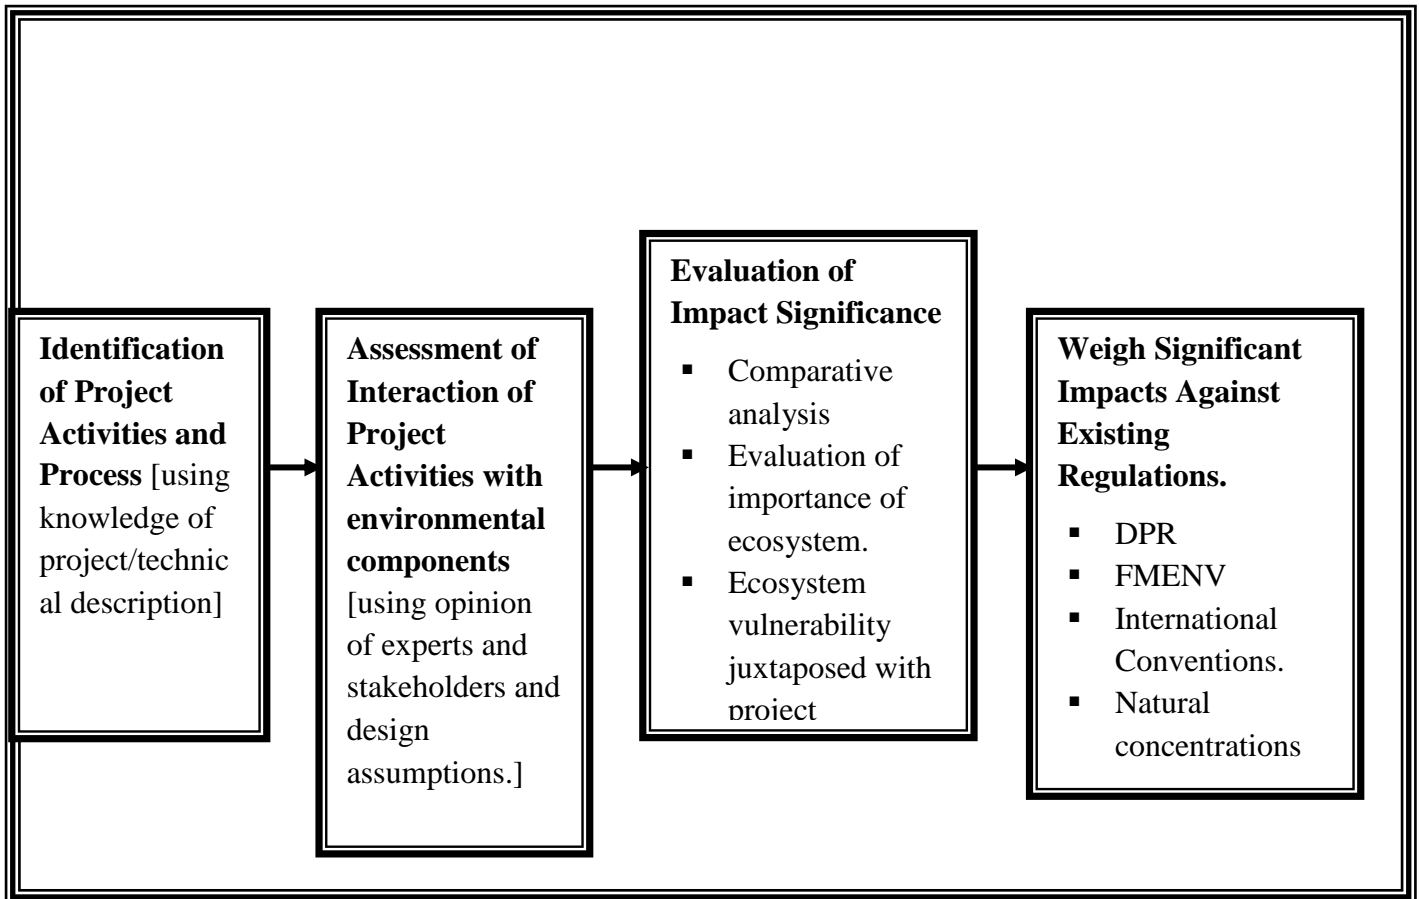 Identification
of Project
Activities and
Process [using
knowledge of
project/technic
al description]
Assessment of
Interaction of
Project
Activities with
environmental
components
[using opinion
of experts and
stakeholders and
design
assumptions.]
Evaluation of
Impact Significance
▪ Comparative
analysis
▪ Evaluation of
importance of
ecosystem.
▪ Ecosystem
vulnerability
juxtaposed with
project
Weigh Significant
Impacts Against
Existing
Regulations.
▪ DPR
▪ FMENV
▪ International
Conventions.
▪ Natural
concentrations